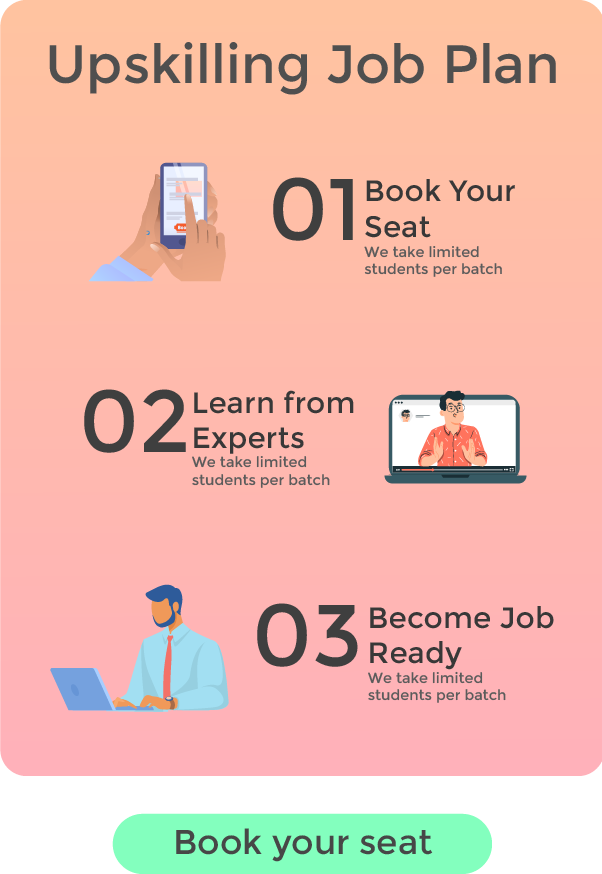 Upskilling Job Plan
01
Book Your
Seat
We take limited
students per batch
02
Learn from
Experts
We take limited
students per batch
03
Become Job
Ready
We take limited
students per batch
Book your seat